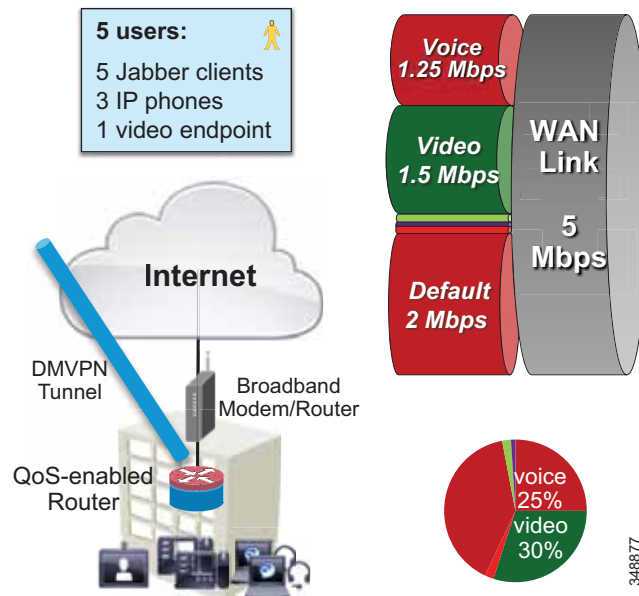 5 users:
5 Jabber clients
3 IP phones
1 video endpoint
Voice
1.25 Mbps
Video
1.5 Mbps
Default
2 Mbps
WAN
Link
5
Mbps
Internet
DMVPN
Tunnel
Broadband
Modem/Router
QoS-enabled
Router
voice
25%
video
30%
348877